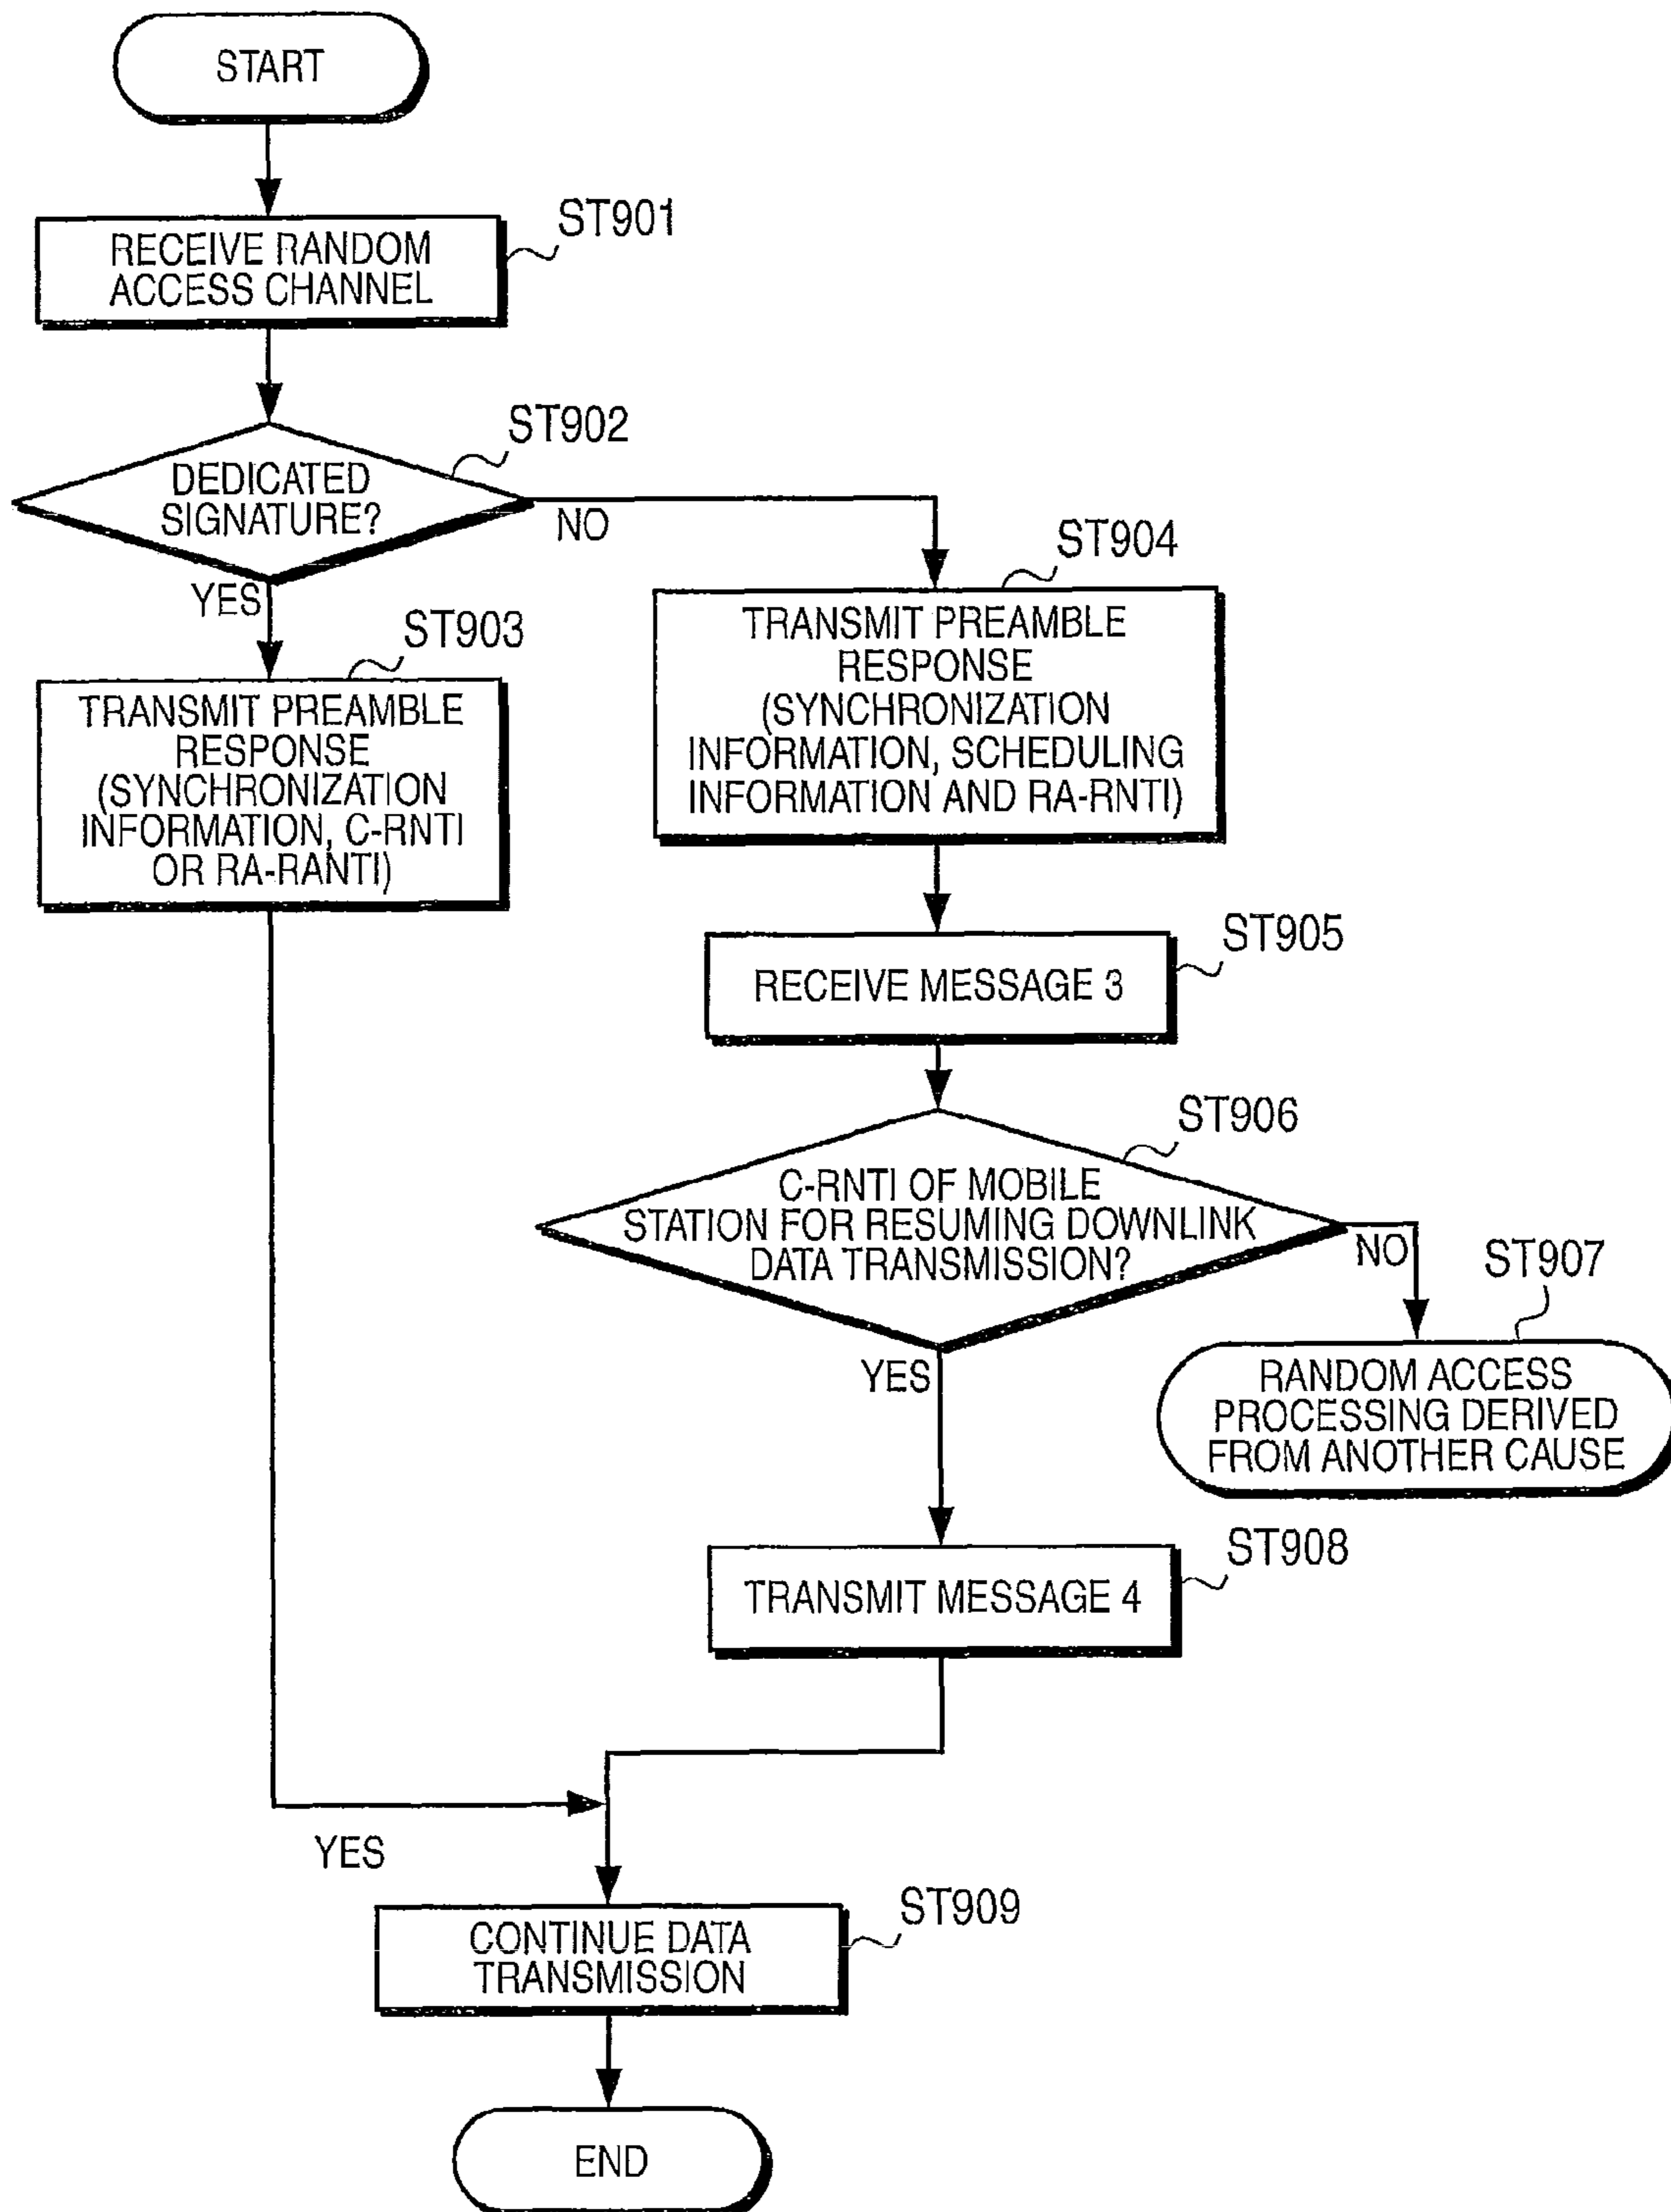 START
ST901
RECEIVE RANDOM
ACCESS CHANNEL
ST902
DEDICATED
SIGNATURE?
NO
YES
ST903
TRANSMIT PREAMBLE
RESPONSE
(SYNCHRONIZATION
INFORMATION, C-RNTI
OR RA-RANTI)
ST904
TRANSMIT PREAMBLE
RESPONSE
(SYNCHRONIZATION
INFORMATION, SCHEDULING
INFORMATION AND RA-RNTI)
ST905
RECEIVE MESSAGE 3
ST906
C-RNTI OF MOBILE
STATION FOR RESUMING DOWNLINK
DATA TRANSMISSION?
NO
YES
ST907
RANDOM ACCESS
PROCESSING DERIVED
FROM ANOTHER CAUSE
ST908
TRANSMIT MESSAGE 4
YES
ST909
CONTINUE DATA
TRANSMISSION
END